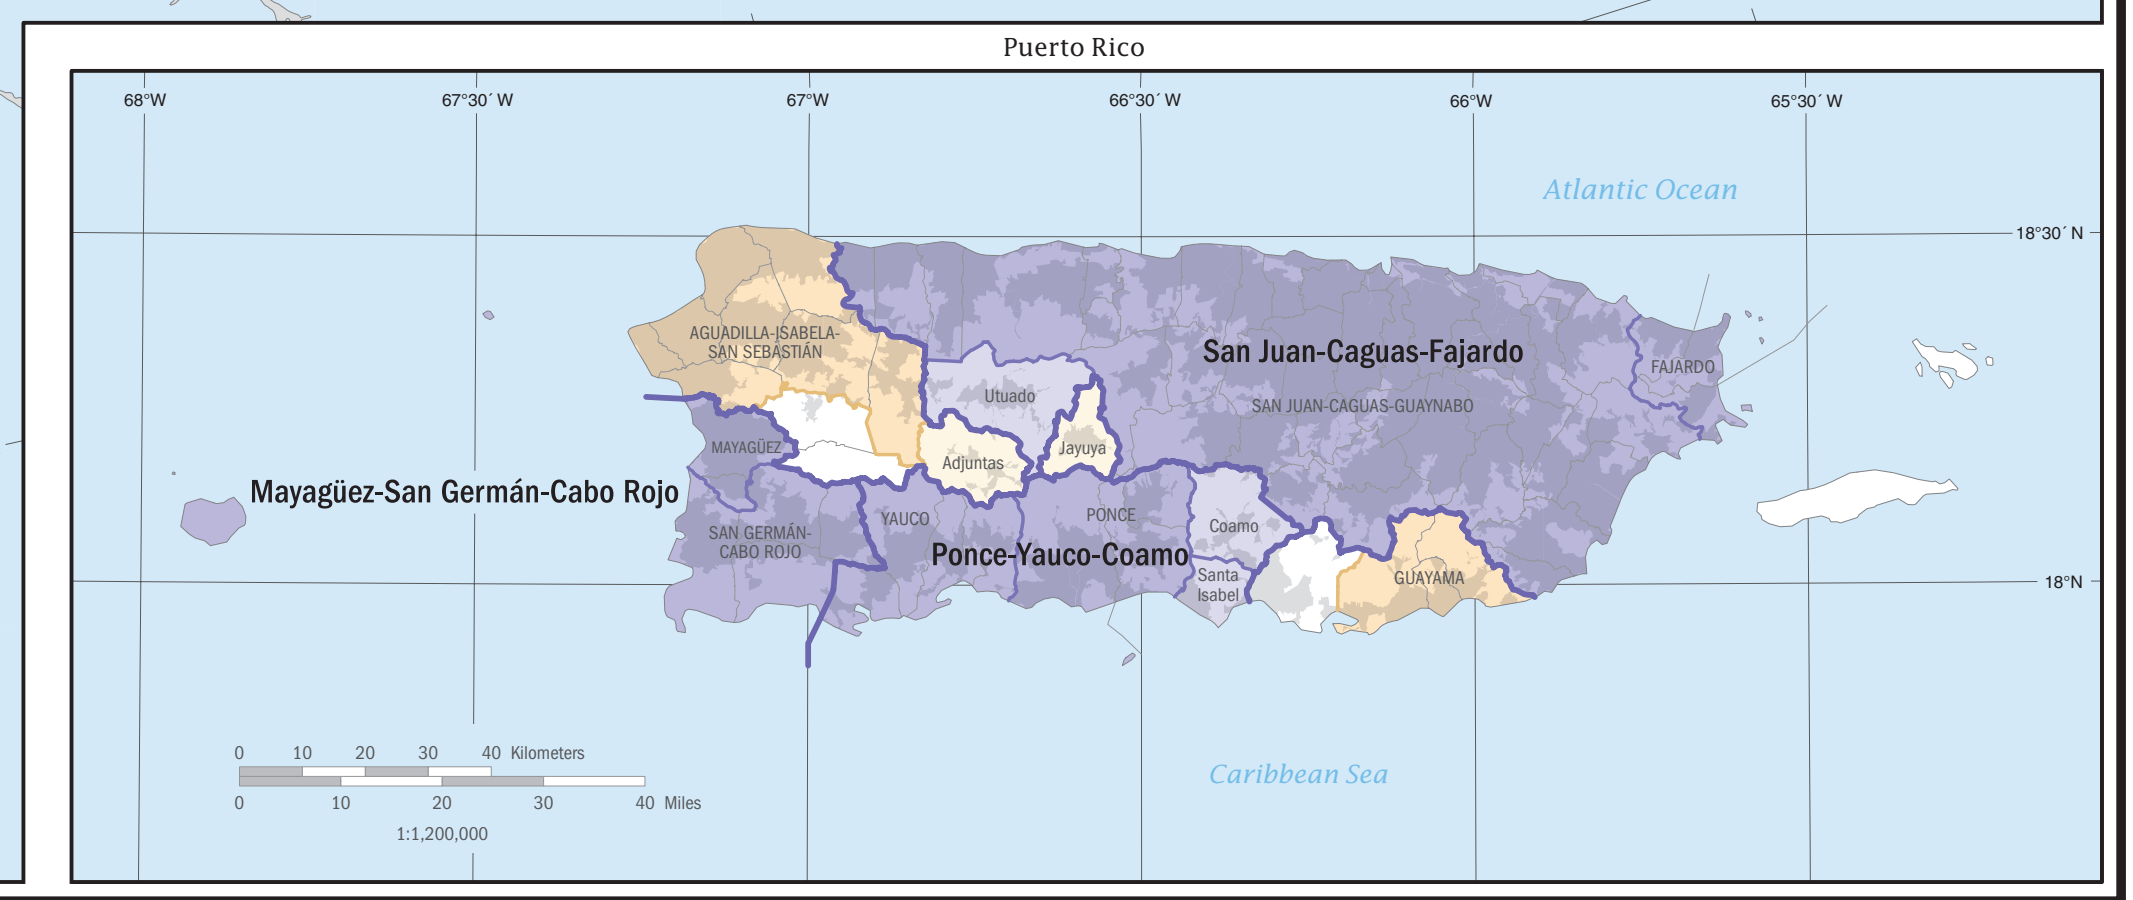 Puerto Rico
68°W
67°30´ W
67°W
66°30´ W
66°W
65°30´ W
Atlantic Ocean
18°30´ N
AGUADILLA-ISABELA-
SAN SEBASTIÁN
San Juan-Caguas-Fajardo
FAJARDO
Utuado
SAN JUAN-CAGUAS-GUAYNABO
MAYAGÜEZ
Adjuntas
Jayuya
Mayagüez-San Germán-Cabo Rojo
SAN GERMÁN-
CABO ROJO
YAUCO
PONCE
Coamo
Ponce-Yauco-Coamo
Santa
Isabel
GUAYAMA
18°N
0 10 20 30 40 Kilometers
0 10 20 30 40 Miles
1:1,200,000
Caribbean Sea